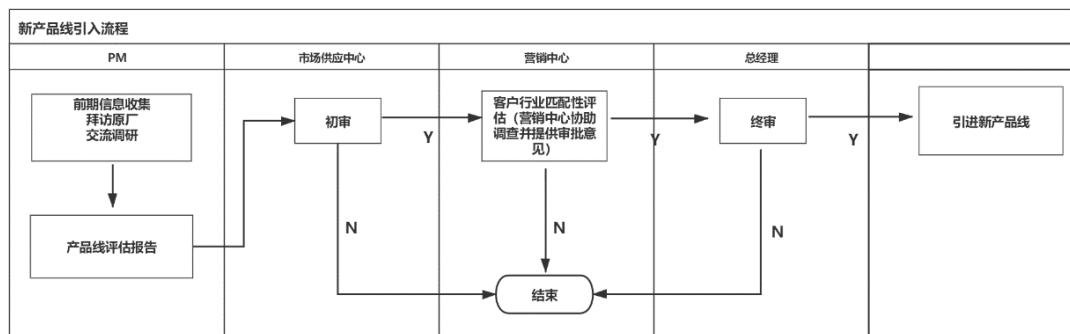 新产品线引入流程
PM
市场供应中心
营销中心
总经理
前期信息收集
拜访原厂
交流调研
产品线评估报告
初审
Y
N
客户行业匹配性评
估（营销中心协助
调查并提供审批意
见）
Y
N
终审
Y
N
引进新产品线
结束